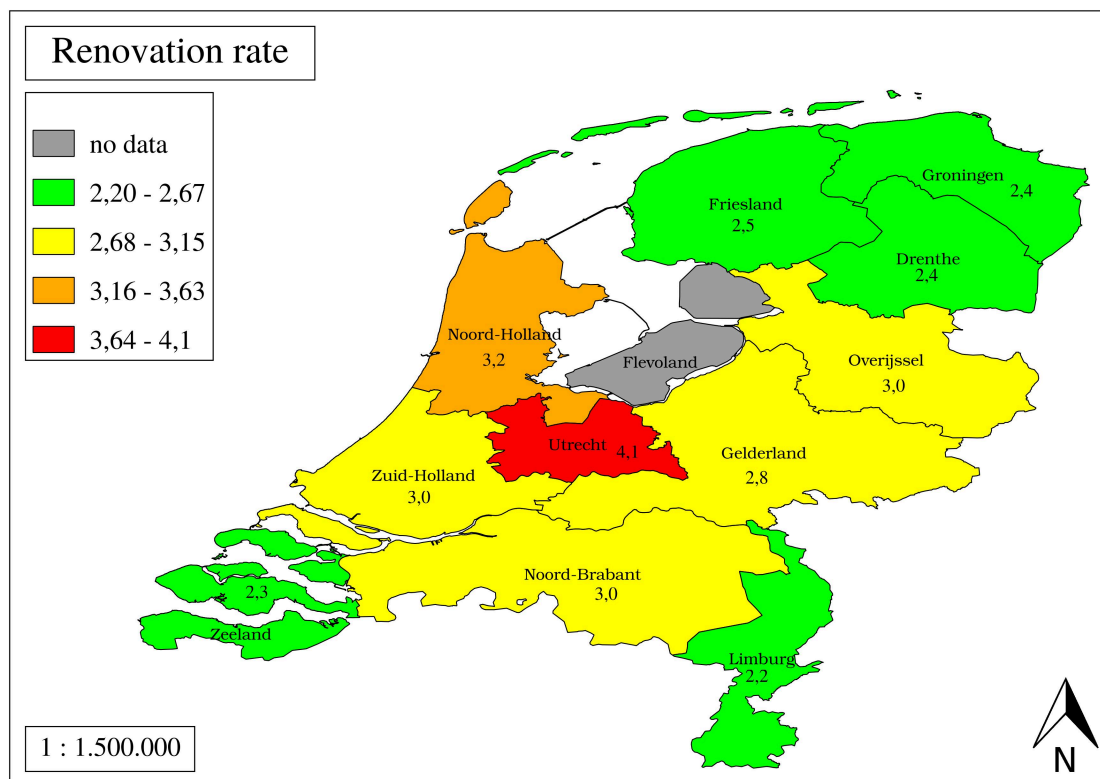 Renovation rate
no data
2,20 - 2,67
2,68 - 3,15
3,16 - 3,63
3,64 - 4,1
Groningen
2,4
Friesland
2,5
Drenthe
2,4
Noord-Holland
3,2
Flevoland
Overijssel
3,0
Utrecht 4,1
Gelderland
2,8
Zuid-Holland
3,0
Noord-Brabant
3,0
2,3
Zeeland
Limburg
2,2
1 : 1.500.000
N